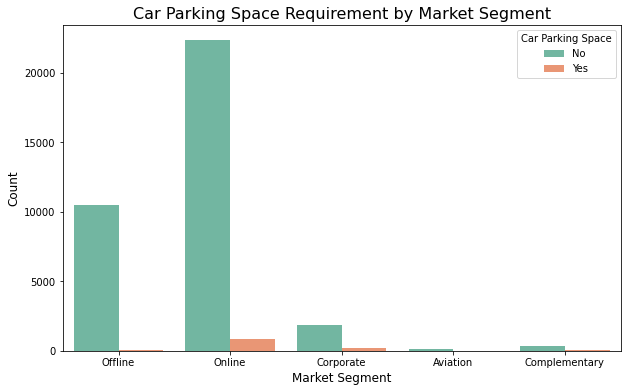 Car Parking Space Requirement by Market Segment
Car Parking Space
No
Yes
20000
15000
10000
5000
0
Count
Offline
Online
Corporate
Aviation
Complementary
Market Segment